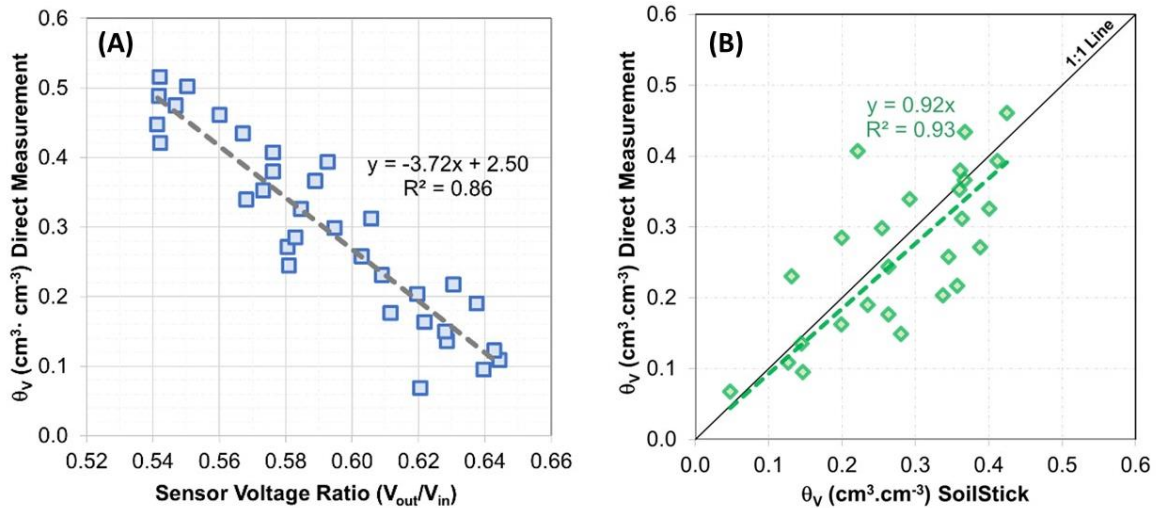 (A)
0.6
0.5
0.4
0.3
0.2
0.1
0.0
θV (cm³· cm⁻³) Direct Measurement
y = -3.72x + 2.50
R² = 0.86
0.52 0.54 0.56 0.58 0.60 0.62 0.64 0.66
Sensor Voltage Ratio (Vout/Vin)
(B)
0.6
0.5
0.4
0.3
0.2
0.1
0.0
θV (cm³.cm⁻³) Direct Measurement
1:1 Line
y = 0.92x
R² = 0.93
0.0 0.1 0.2 0.3 0.4 0.5 0.6
θV (cm³.cm⁻³) SoilStick